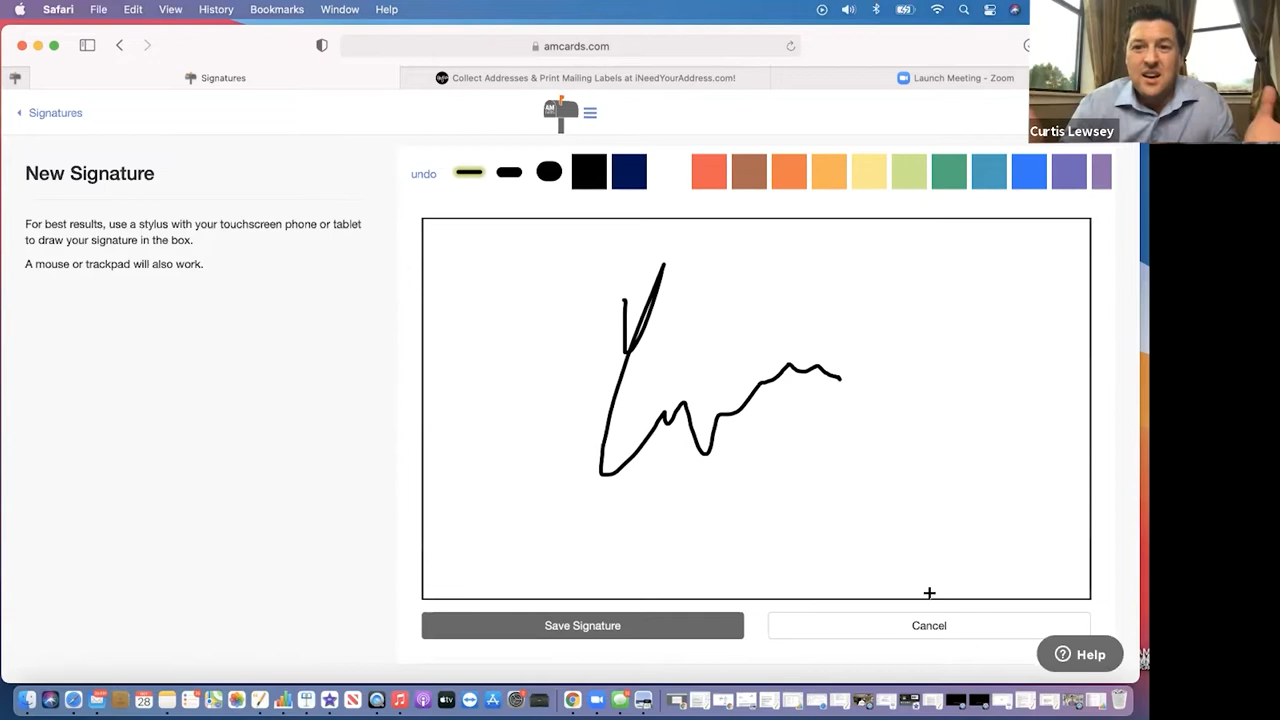 Safari File Edit View History Bookmarks Window Help
amcards.com
Signatures
Collect Addresses & Print Mailing Labels at iNeedYourAddress.com!
Launch Meeting - Zoom
Signatures
AM
Curtis Lewsey
New Signature
undo
For best results, use a stylus with your touchscreen phone or tablet
to draw your signature in the box.
A mouse or trackpad will also work.
Save Signature
Cancel
Help